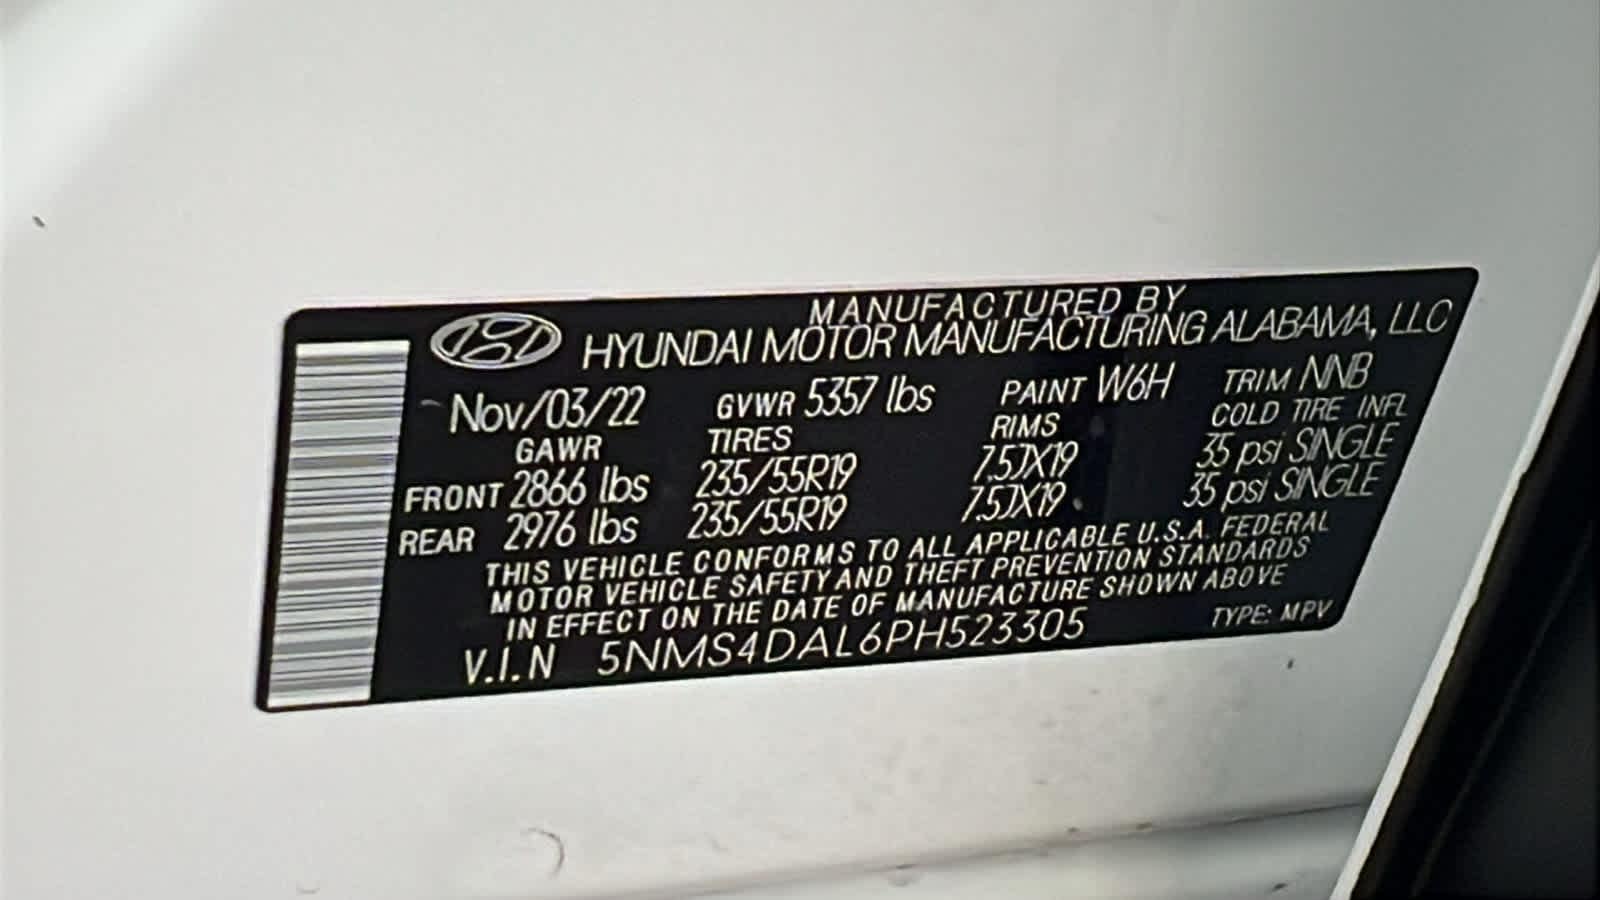 MANUFACTURED BY
HYUNDAI MOTOR MANUFACTURING ALABAMA, LLC
Nov/03/22 GVWR 5357 lbs PAINT W6H TRIM NNB
GAWR TIRES RIMS COLD TIRE INFL
FRONT 2866 lbs 235/55R19 7.5JX19 35 psi SINGLE
REAR 2976 lbs 235/55R19 7.5JX19 35 psi SINGLE
THIS VEHICLE CONFORMS TO ALL APPLICABLE U.S.A. FEDERAL
MOTOR VEHICLE SAFETY AND THEFT PREVENTION STANDARDS
IN EFFECT ON THE DATE OF MANUFACTURE SHOWN ABOVE
V.I.N 5NMS4DAL6PH523305 TYPE: MPV